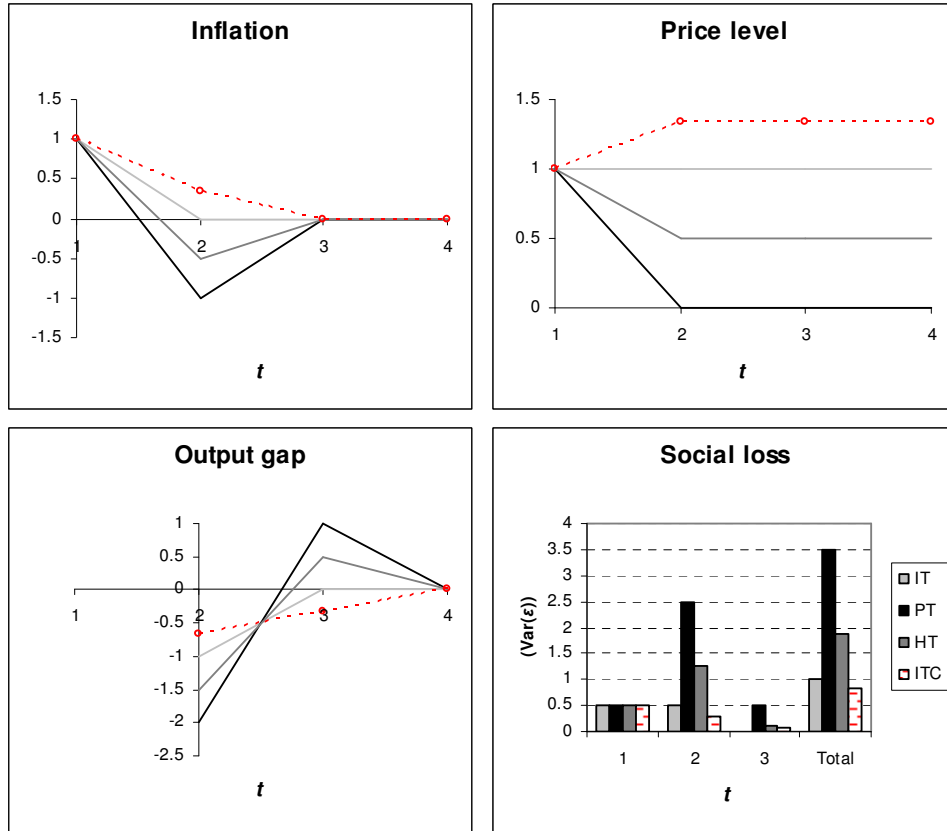 Inflation
1.5
1
0.5
0
-0.5
-1
-1.5
1 2 3 4
t
Price level
1.5
1
0.5
0
1 2 3 4
t
Output gap
1
0.5
0
-0.5
-1
-1.5
-2
-2.5
1 2 3 4
t
Social loss
(Var(ε))
4
3.5
3
2.5
2
1.5
1
0.5
0
1 2 3 Total
t
IT
PT
HT
ITC